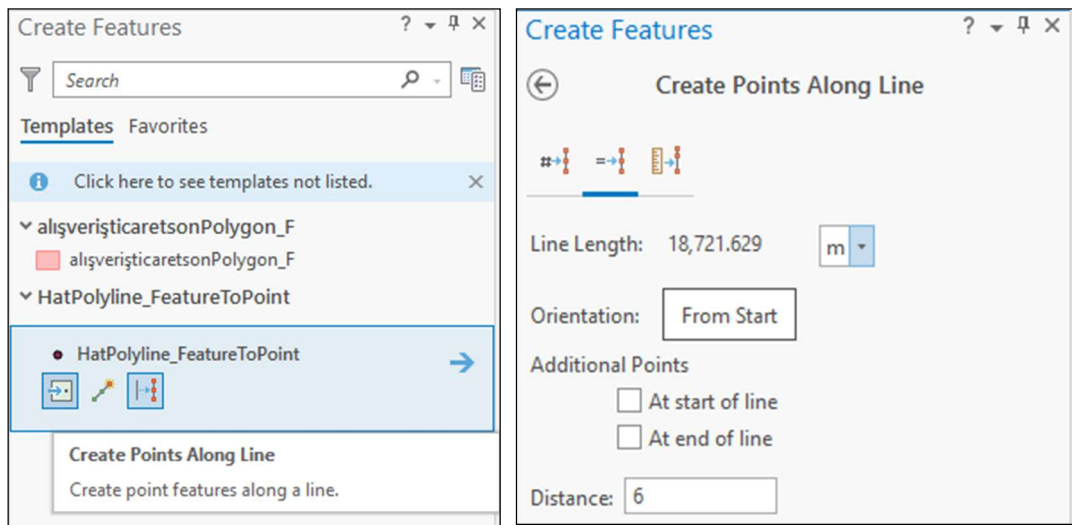 Create Features
?
Search
Templates Favorites
Click here to see templates not listed.
alışverişticaretsonPolygon_F
alışverişticaretsonPolygon_F
HatPolyline_FeatureToPoint
HatPolyline_FeatureToPoint
Create Points Along Line
Create point features along a line.
Create Features
?
Create Points Along Line
Line Length: 18,721.629 m
Orientation: From Start
Additional Points
At start of line
At end of line
Distance: 6